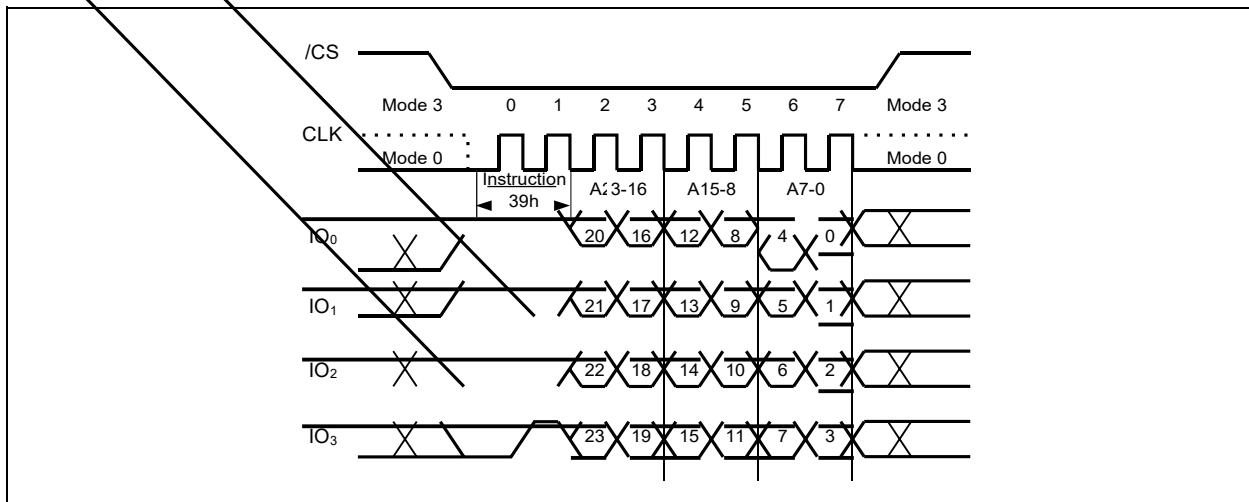 /CS
Mode 3 0 1 2 3 4 5 6 7 Mode 3
CLK
Mode 0 Mode 0
Instruction A23-16 A15-8 A7-0
39h
IO0 20 16 12 8 4 0
IO1 21 17 13 9 5 1
IO2 22 18 14 10 6 2
IO3 23 19 15 11 7 3